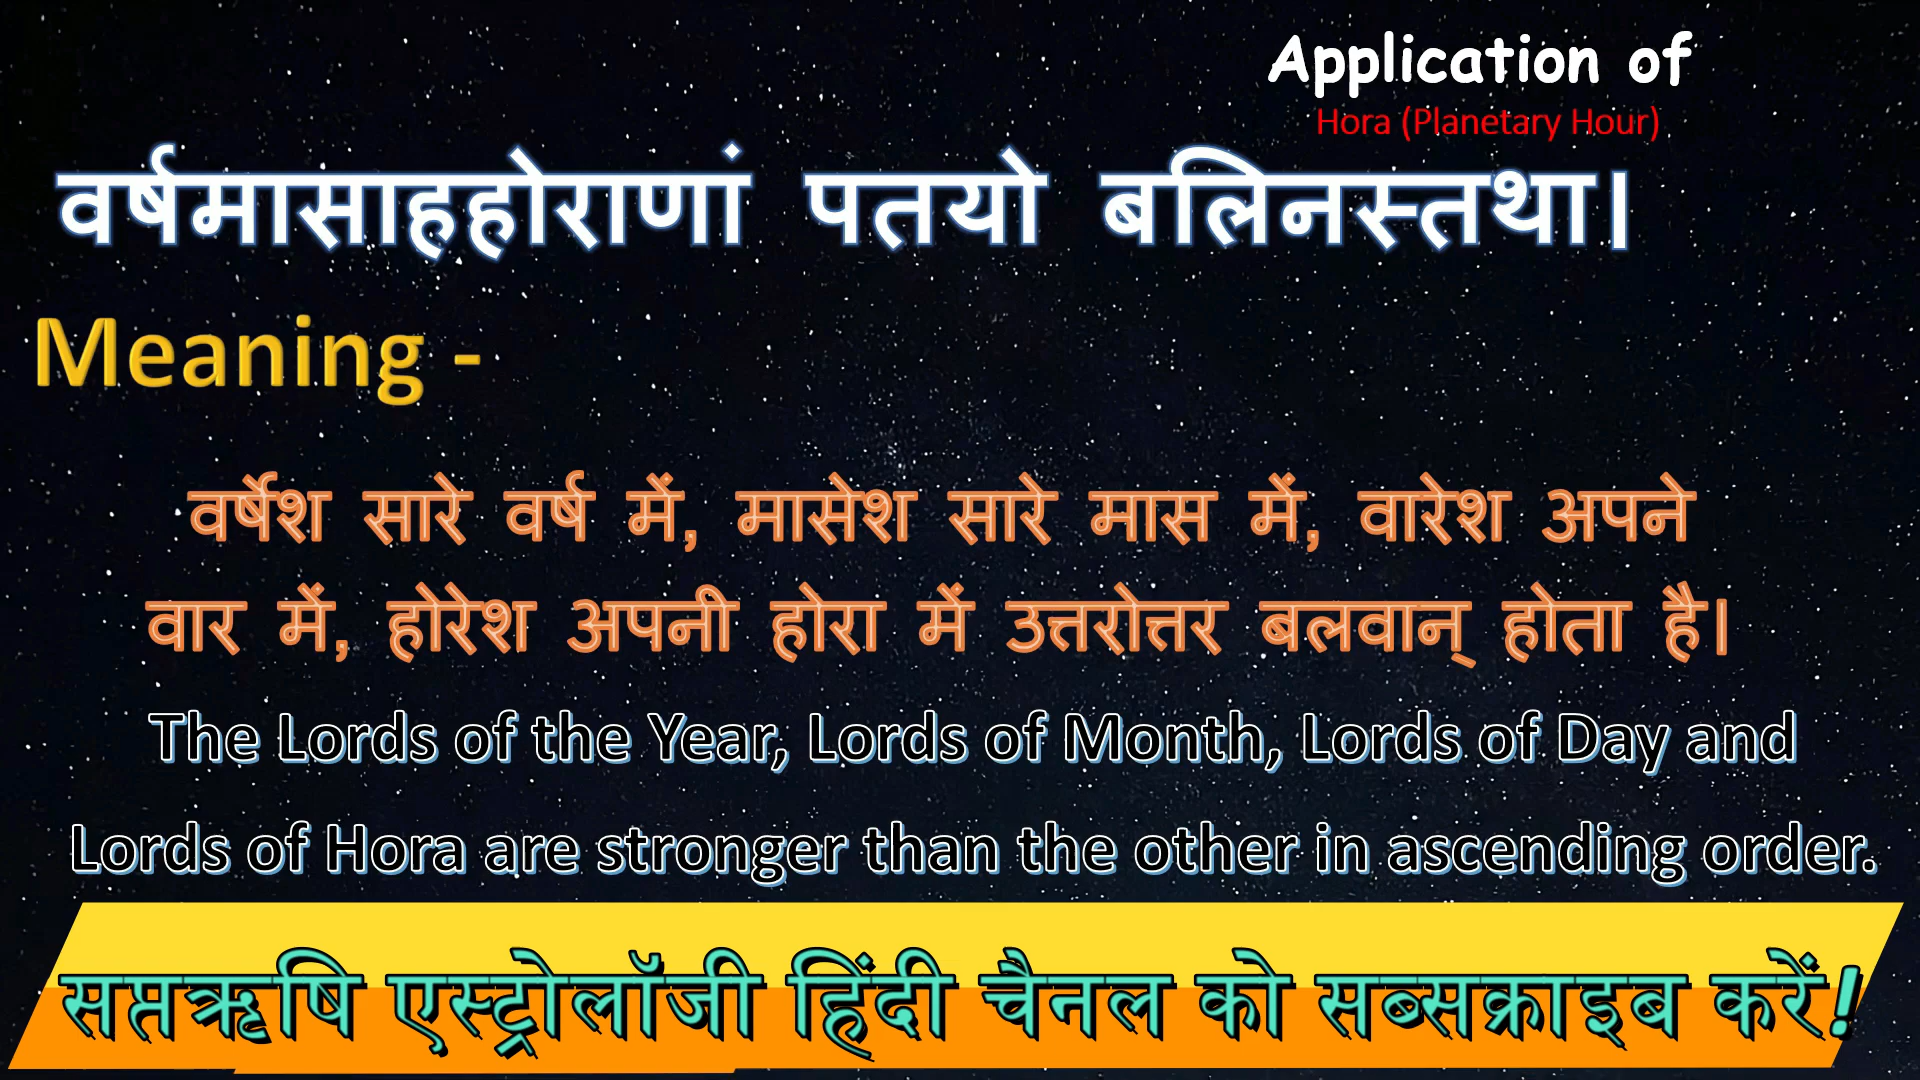 Application of
Hora (Planetary Hour)
वर्षमासाहहोराणां पतयो बलिनस्तथा।
Meaning -
वर्षेश सारे वर्ष में, मासेश सारे मास में, वारेश अपने
वार में, होरेश अपनी होरा में उत्तरोत्तर बलवान् होता है।
The Lords of the Year, Lords of Month, Lords of Day and
Lords of Hora are stronger than the other in ascending order.
सप्तऋषि एस्ट्रोलॉजी हिंदी चैनल को सब्सक्राइब करें!